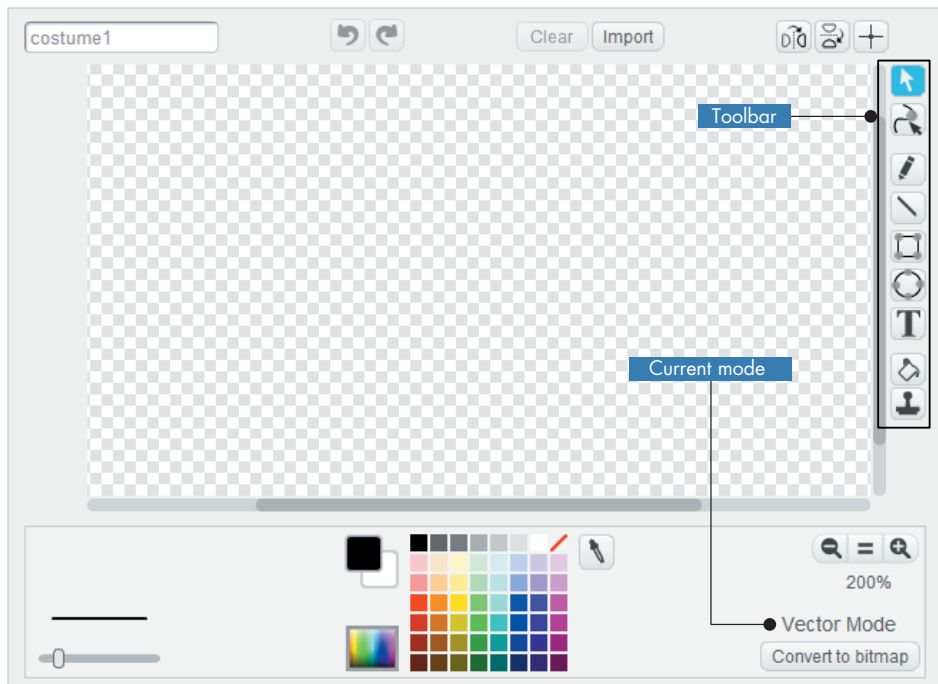 costume1
Clear
Import
Toolbar
T
Current mode
200%
Vector Mode
Convert to bitmap